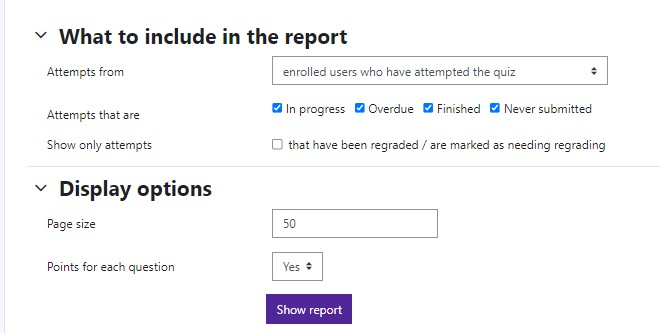 What to include in the report
Attempts from enrolled users who have attempted the quiz
Attempts that are In progress Overdue Finished Never submitted
Show only attempts that have been regraded / are marked as needing regrading
Display options
Page size 50
Points for each question Yes
Show report